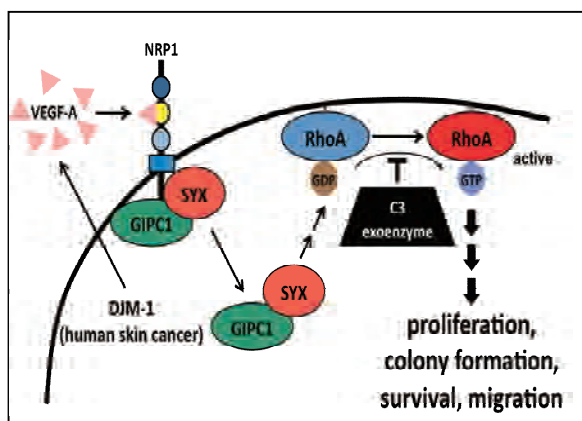 NRP1
VEGF-A
SYX
GIPC1
DJM-1
(human skin cancer)
SYX
GIPC1
RhoA
GDP
RhoA
active
GTP
C3
exoenzyme
proliferation,
colony formation,
survival, migration